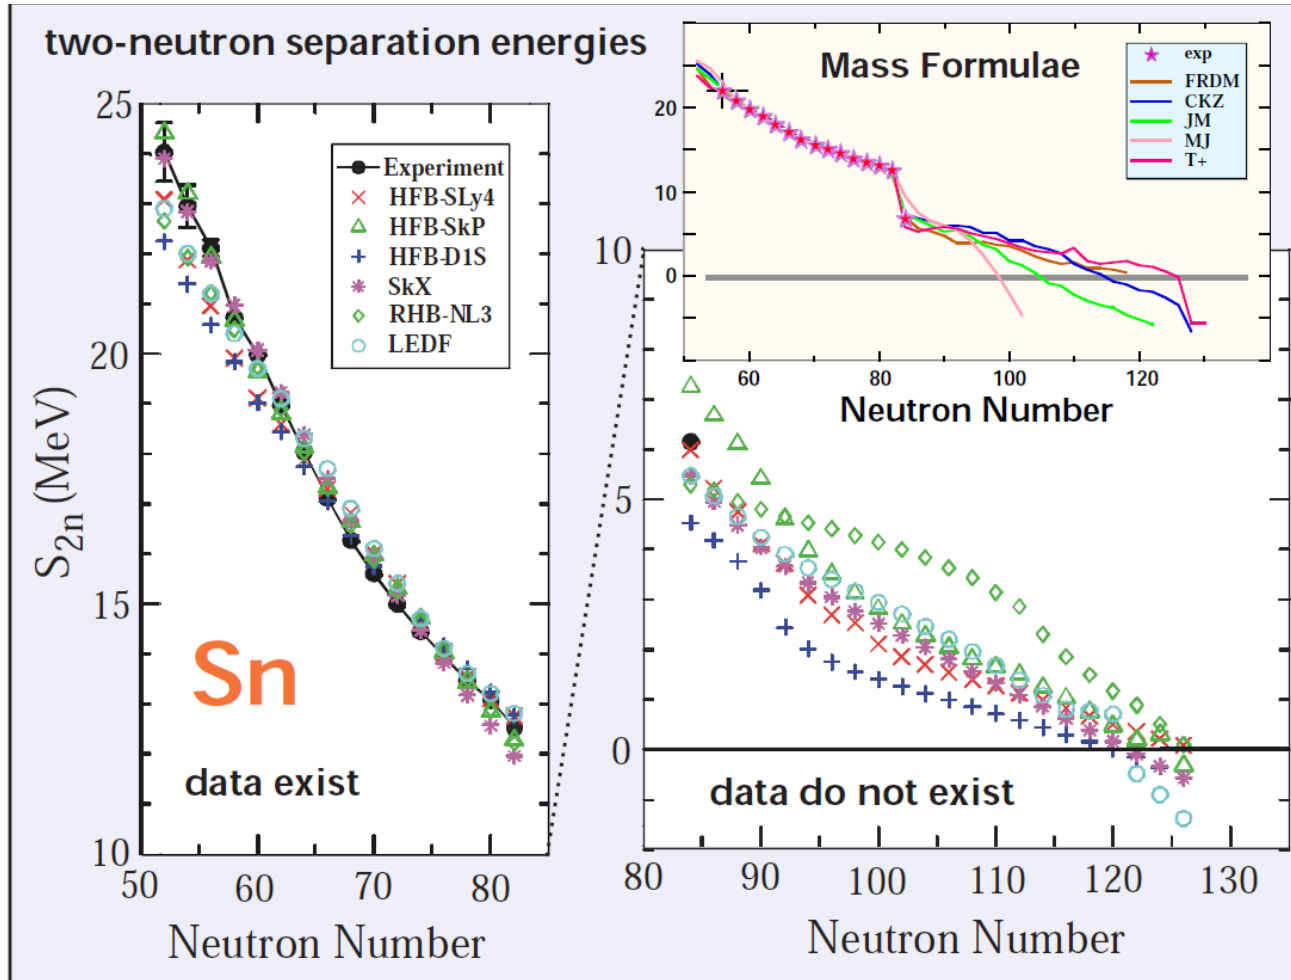 two-neutron separation energies
25
20
15
10
S2n (MeV)
Experiment
HFB-SLy4
HFB-SkP
HFB-D1S
SkX
RHB-NL3
LEDF
Sn
data exist
50 60 70 80
Neutron Number
Mass Formulae
exp
FRDM
CKZ
JM
MJ
T+
20
10
0
60 80 100 120
Neutron Number
10
5
0
data do not exist
80 90 100 110 120 130
Neutron Number